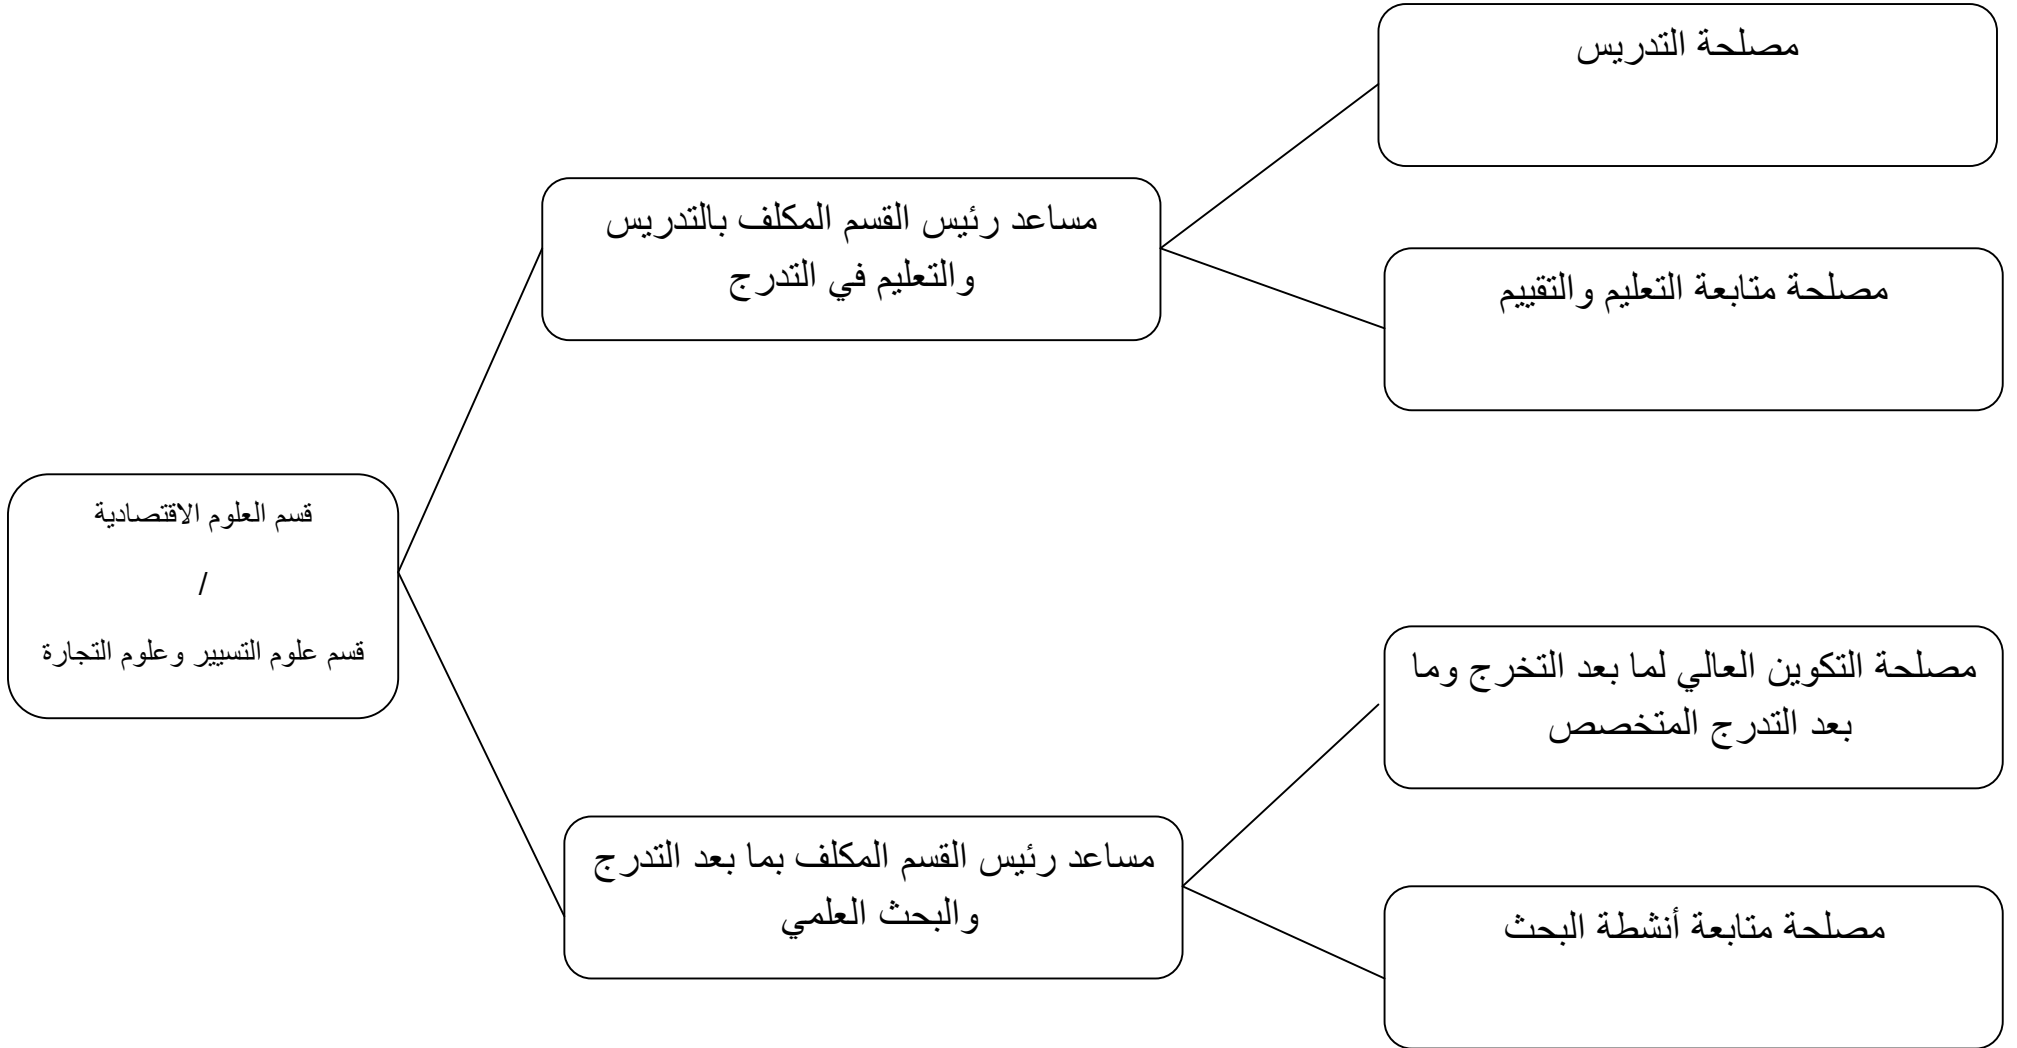 مصلحة التدريس
مساعد رئيس القسم المكلف بالتدريس
والتعليم في التدرج
مصلحة متابعة التعليم والتقييم
قسم العلوم الاقتصادية
/
قسم علوم التسيير وعلوم التجارة
مصلحة التكوين العالي لما بعد التخرج وما
بعد التدرج المتخصص
مساعد رئيس القسم المكلف بما بعد التدرج
والبحث العلمي
مصلحة متابعة أنشطة البحث